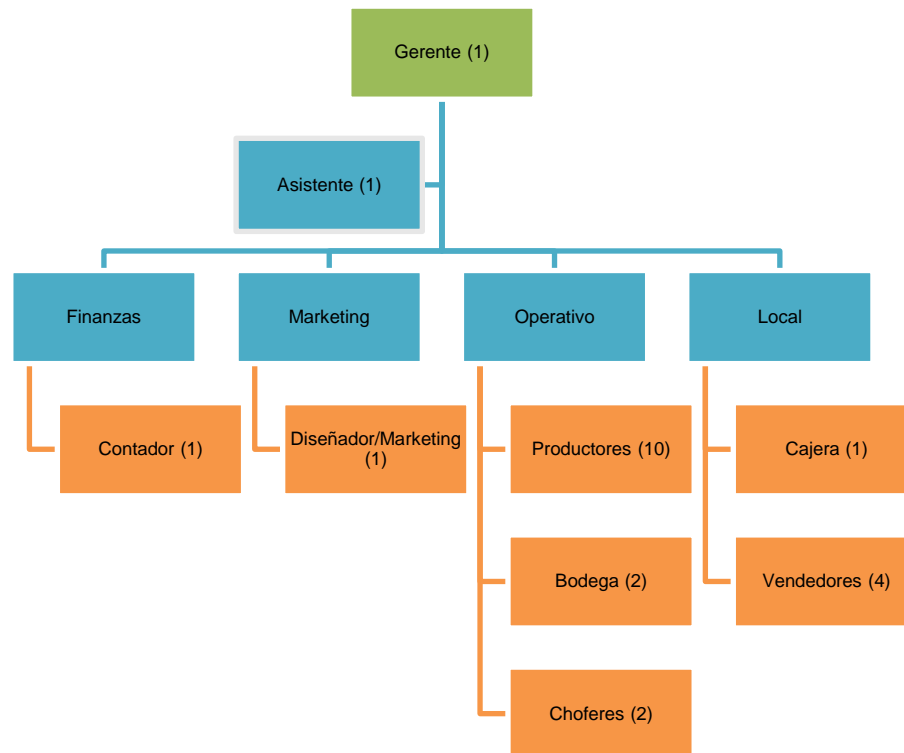 Gerente (1)
Asistente (1)
Finanzas
Marketing
Operativo
Local
Contador (1)
Diseñador/Marketing
(1)
Productores (10)
Cajera (1)
Bodega (2)
Vendedores (4)
Choferes (2)